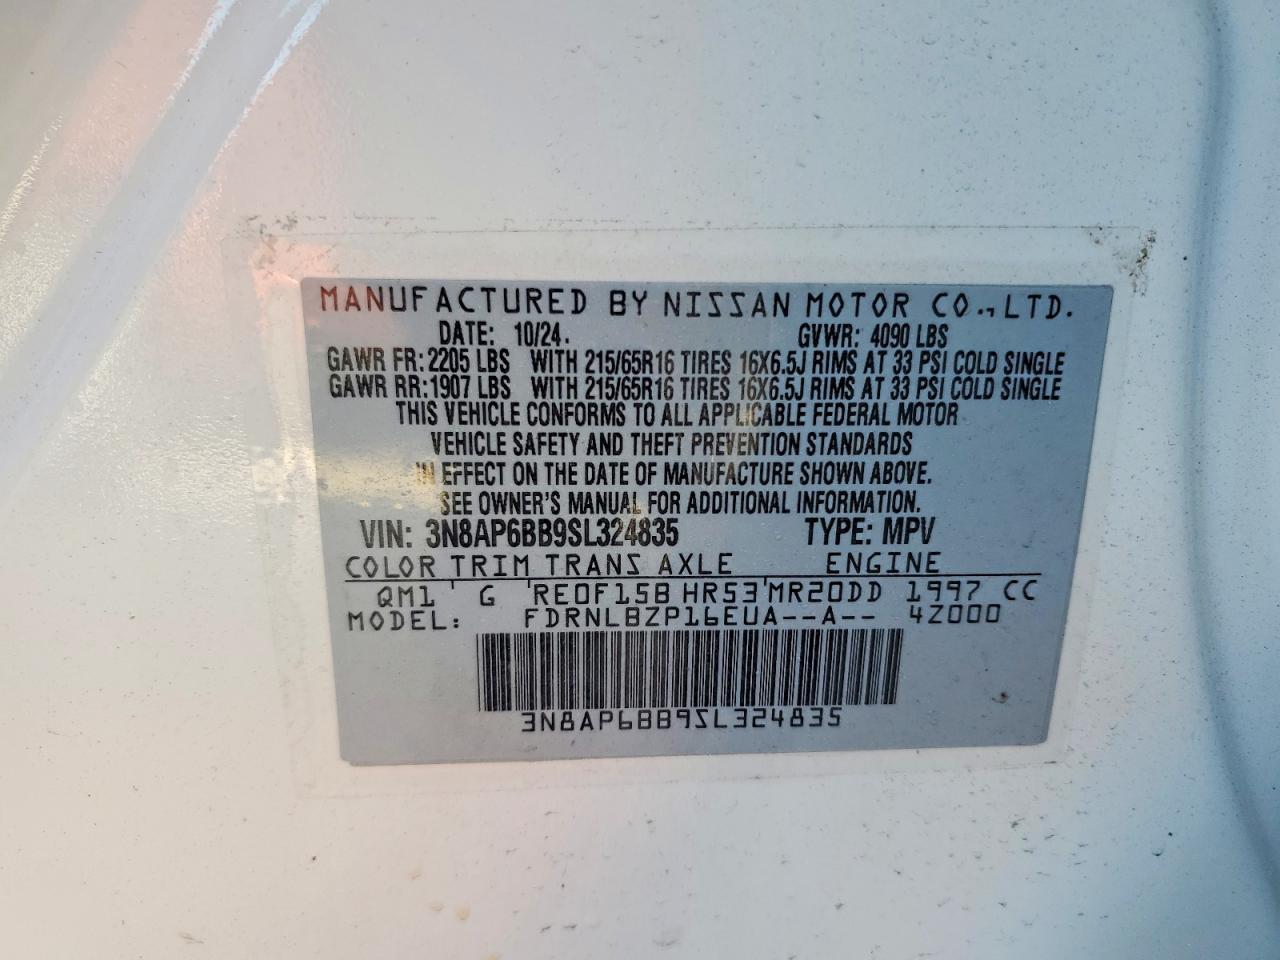 MANUFACTURED BY NISSAN MOTOR CO.,LTD.
DATE: 10/24. GVWR: 4090 LBS
GAWR FR: 2205 LBS WITH 215/65R16 TIRES 16X6.5J RIMS AT 33 PSI COLD SINGLE
GAWR RR: 1907 LBS WITH 215/65R16 TIRES 16X6.5J RIMS AT 33 PSI COLD SINGLE
THIS VEHICLE CONFORMS TO ALL APPLICABLE FEDERAL MOTOR
VEHICLE SAFETY AND THEFT PREVENTION STANDARDS
IN EFFECT ON THE DATE OF MANUFACTURE SHOWN ABOVE.
SEE OWNER'S MANUAL FOR ADDITIONAL INFORMATION.
VIN: 3N8AP6BB9SL324835 TYPE: MPV
COLOR TRIM TRANS AXLE ENGINE
QM1 G RE0F15B HR53 MR20DD 1997 CC
MODEL: FDRNLBZP16EUA--A-- 4Z000
3N8AP6BB9SL324835